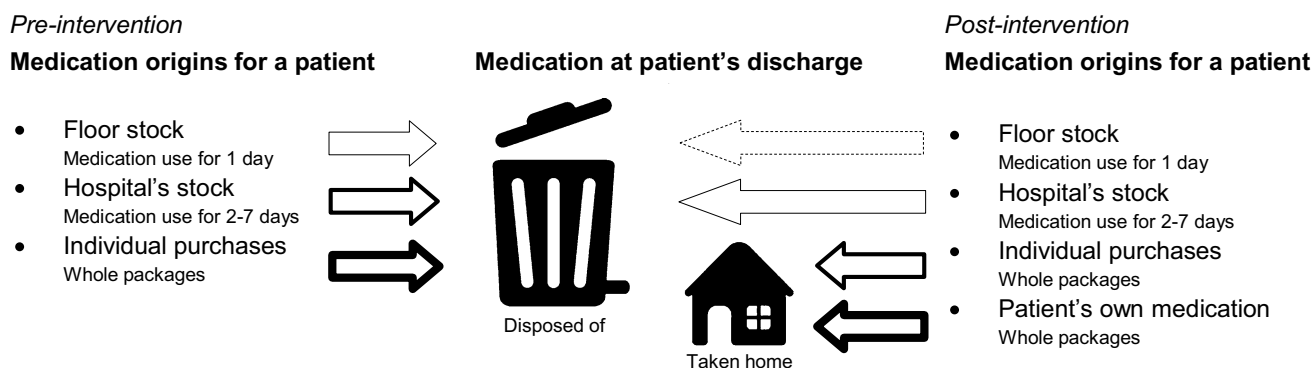 Pre-intervention
Medication origins for a patient
• Floor stock
Medication use for 1 day
• Hospital's stock
Medication use for 2-7 days
• Individual purchases
Whole packages
Medication at patient's discharge
Disposed of
Taken home
Post-intervention
Medication origins for a patient
• Floor stock
Medication use for 1 day
• Hospital's stock
Medication use for 2-7 days
• Individual purchases
Whole packages
• Patient's own medication
Whole packages